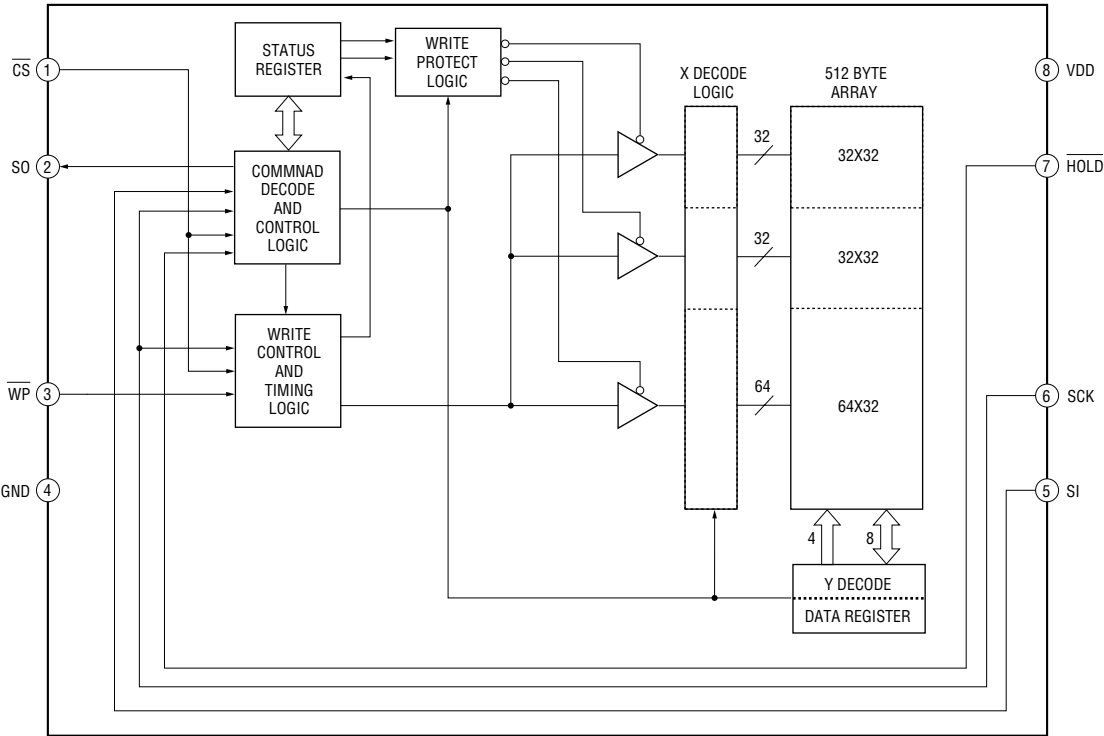 STATUS
REGISTER
WRITE
PROTECT
LOGIC
X DECODE
LOGIC
512 BYTE
ARRAY
CS 1
8 VDD
32
32X32
SO 2
COMMNAD
DECODE
AND
CONTROL
LOGIC
7 HOLD
32
32X32
WRITE
CONTROL
AND
TIMING
LOGIC
WP 3
64
64X32
6 SCK
GND 4
5 SI
4
8
Y DECODE
DATA REGISTER